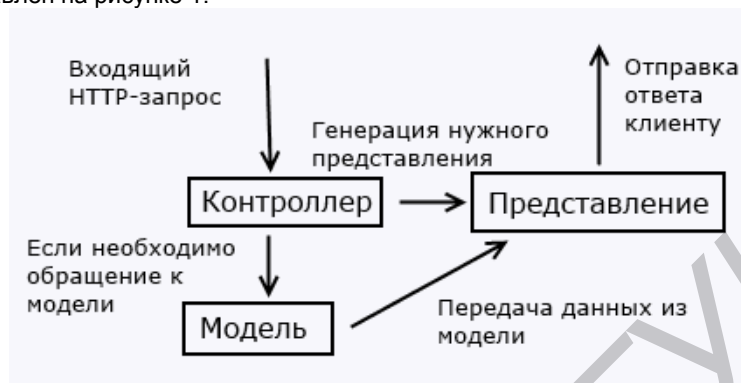 Входящий
HTTP-запрос
Отправка
ответа
клиенту
Генерация нужного
представления
Контроллер
Представление
Если необходимо
обращение к
модели
Модель
Передача данных из
модели